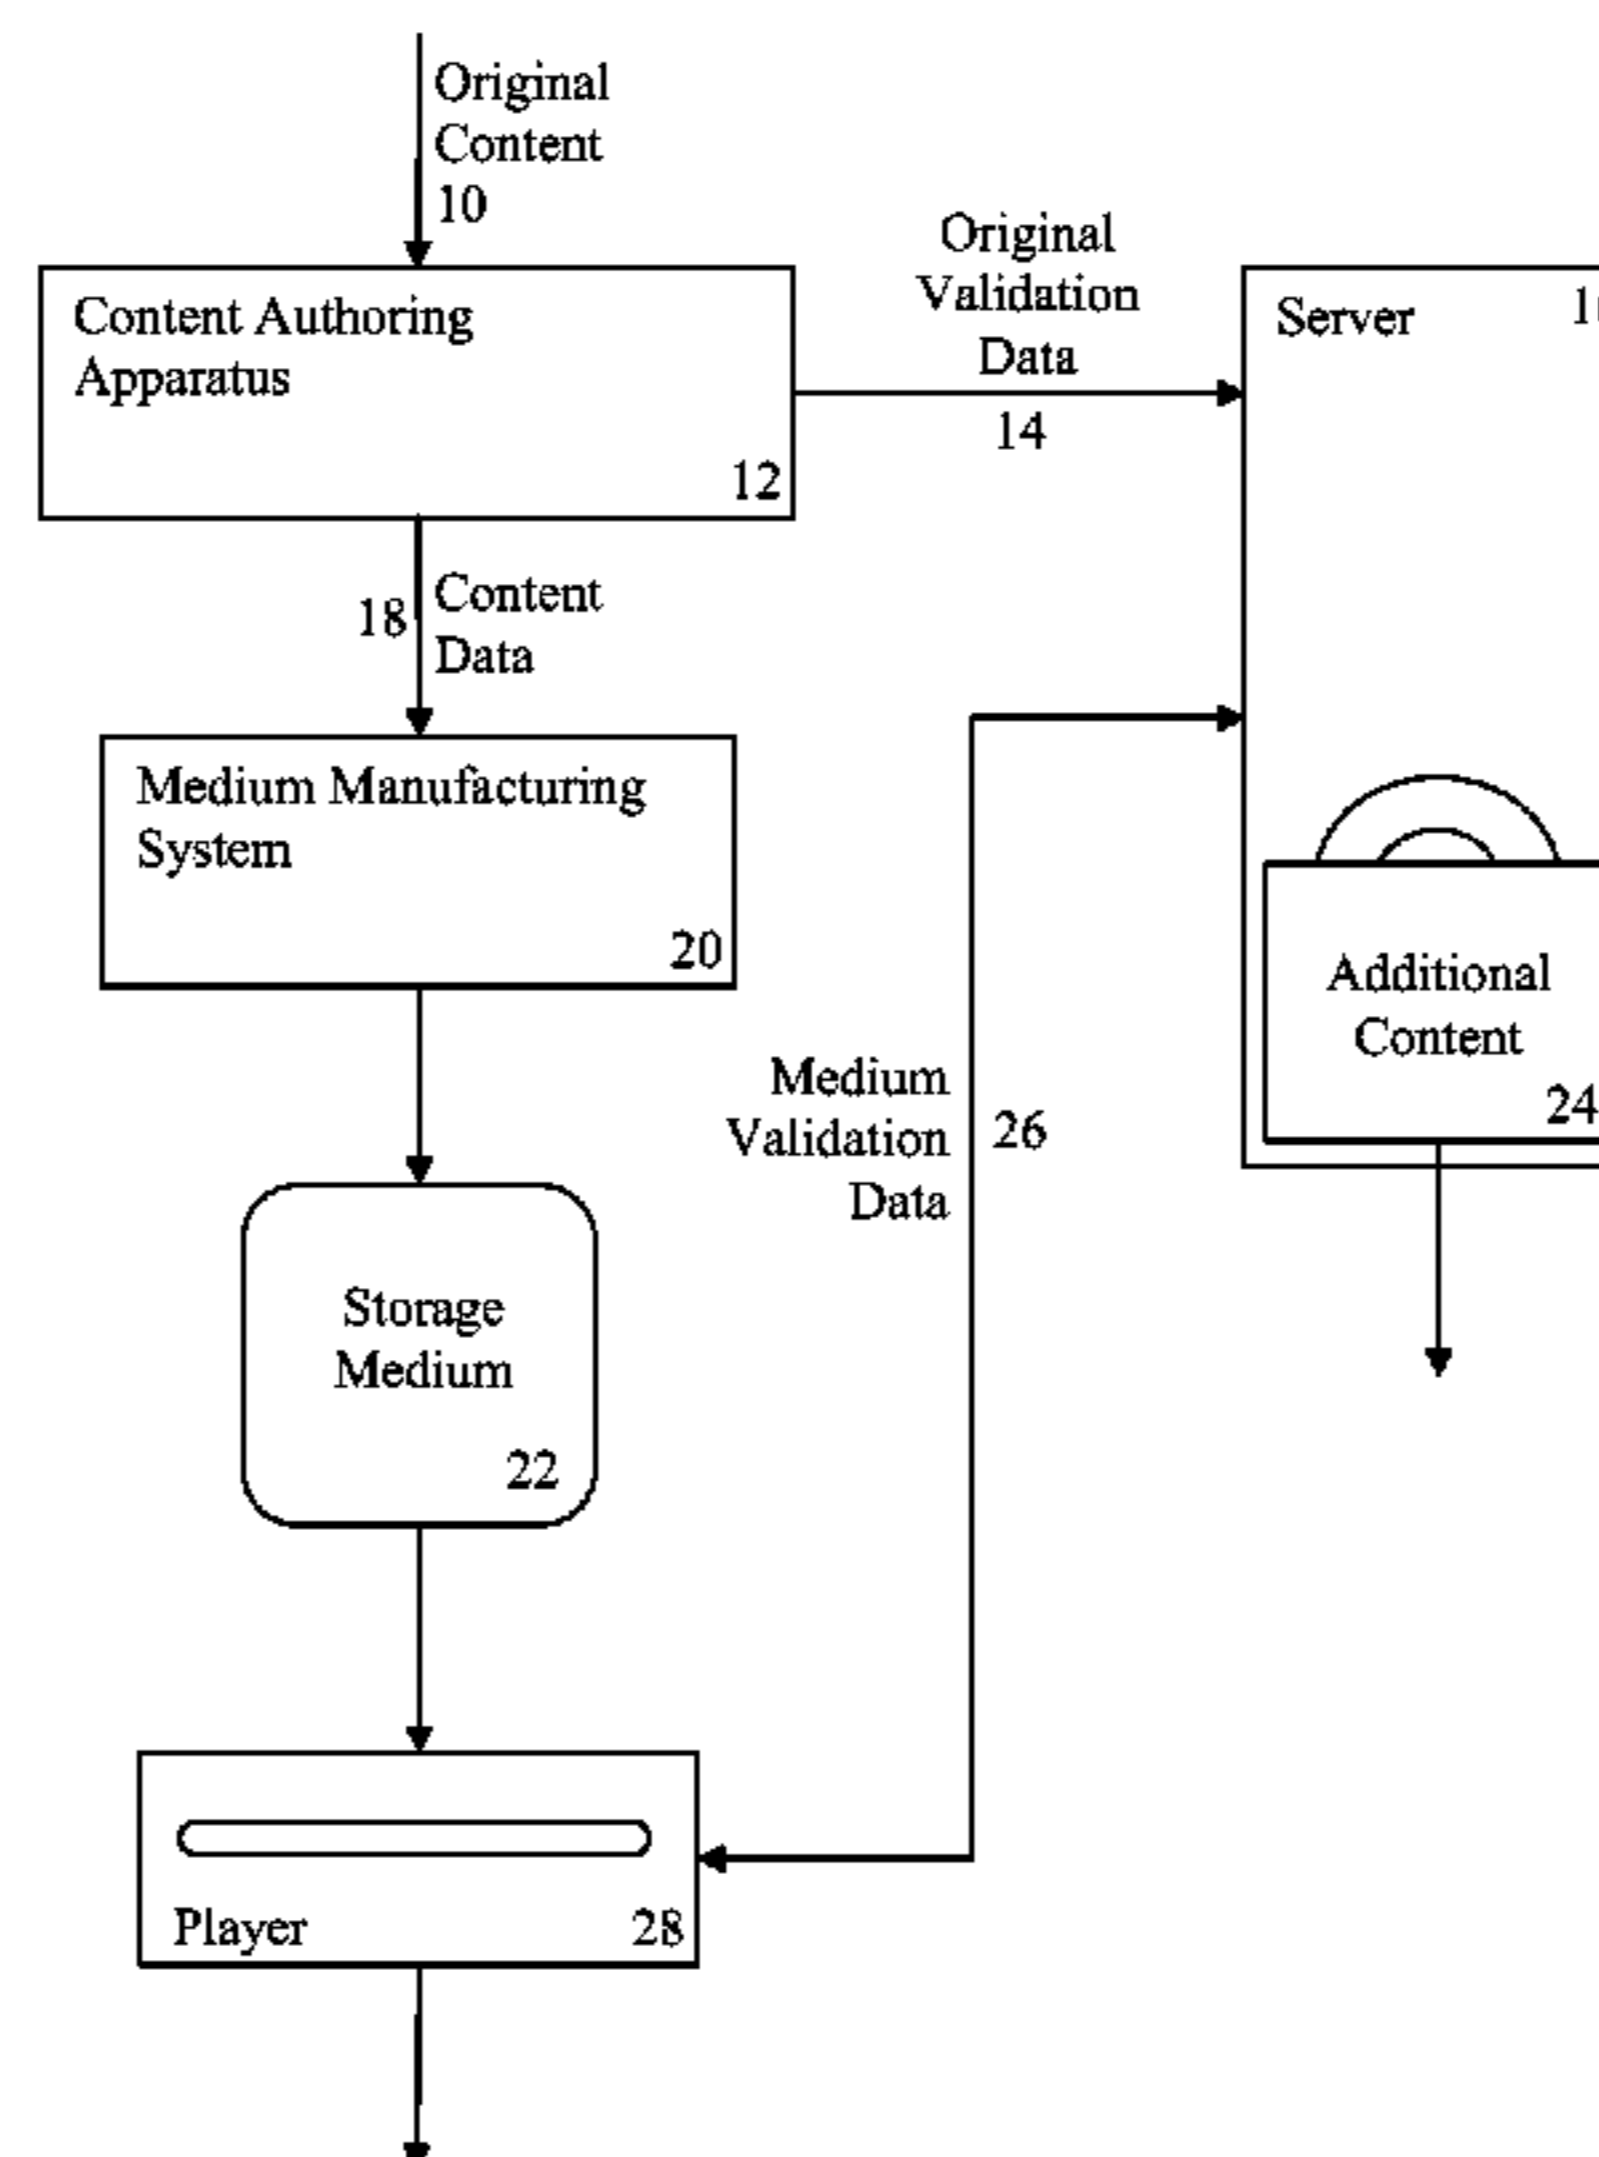 Original
Content
10
Content Authoring
Apparatus
12
Original
Validation
Data
14
Server
18
Content
Data
Medium Manufacturing
System
20
Additional
Content
24
Medium
Validation
Data
26
Storage
Medium
22
Player
28